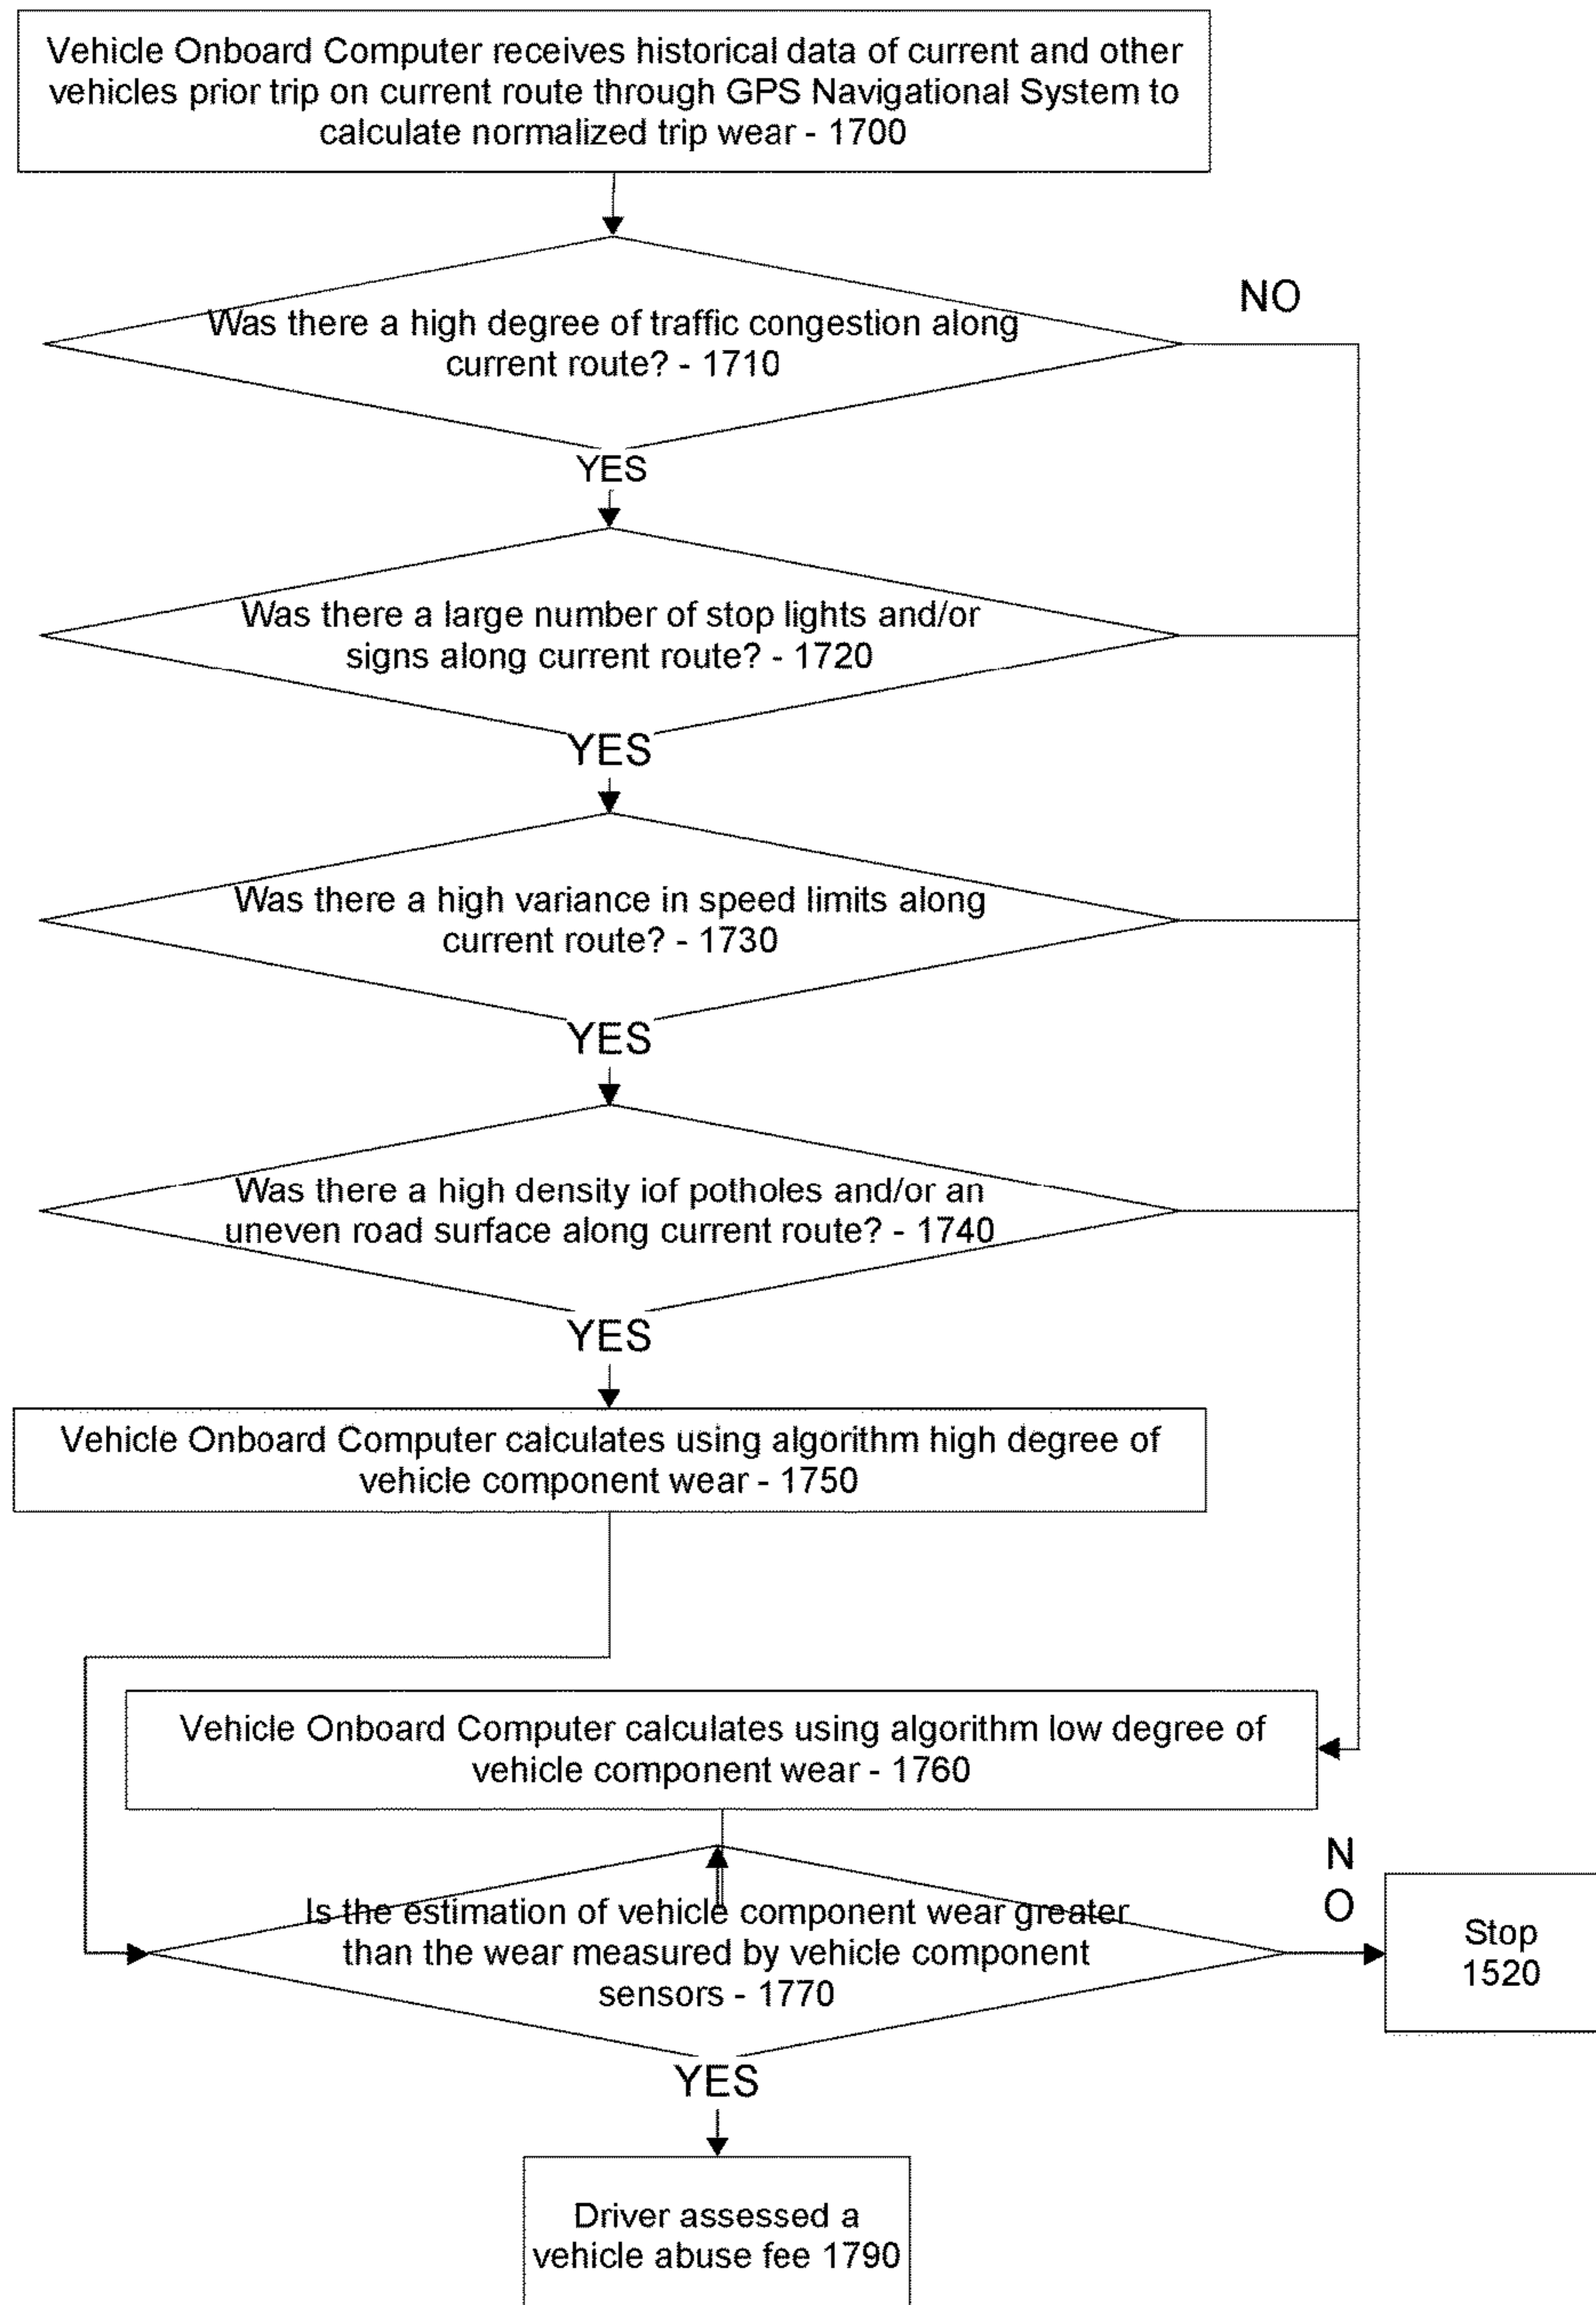 Vehicle Onboard Computer receives historical data of current and other
vehicles prior trip on current route through GPS Navigational System to
calculate normalized trip wear - 1700
NO
Was there a high degree of traffic congestion along
current route? - 1710
YES
Was there a large number of stop lights and/or
signs along current route? - 1720
YES
Was there a high variance in speed limits along
current route? - 1730
YES
Was there a high density iof potholes and/or an
uneven road surface along current route? - 1740
YES
Vehicle Onboard Computer calculates using algorithm high degree of
vehicle component wear - 1750
Vehicle Onboard Computer calculates using algorithm low degree of
vehicle component wear - 1760
N
O
Is the estimation of vehicle component wear greater
than the wear measured by vehicle component
sensors - 1770
Stop
1520
YES
Driver assessed a
vehicle abuse fee 1790